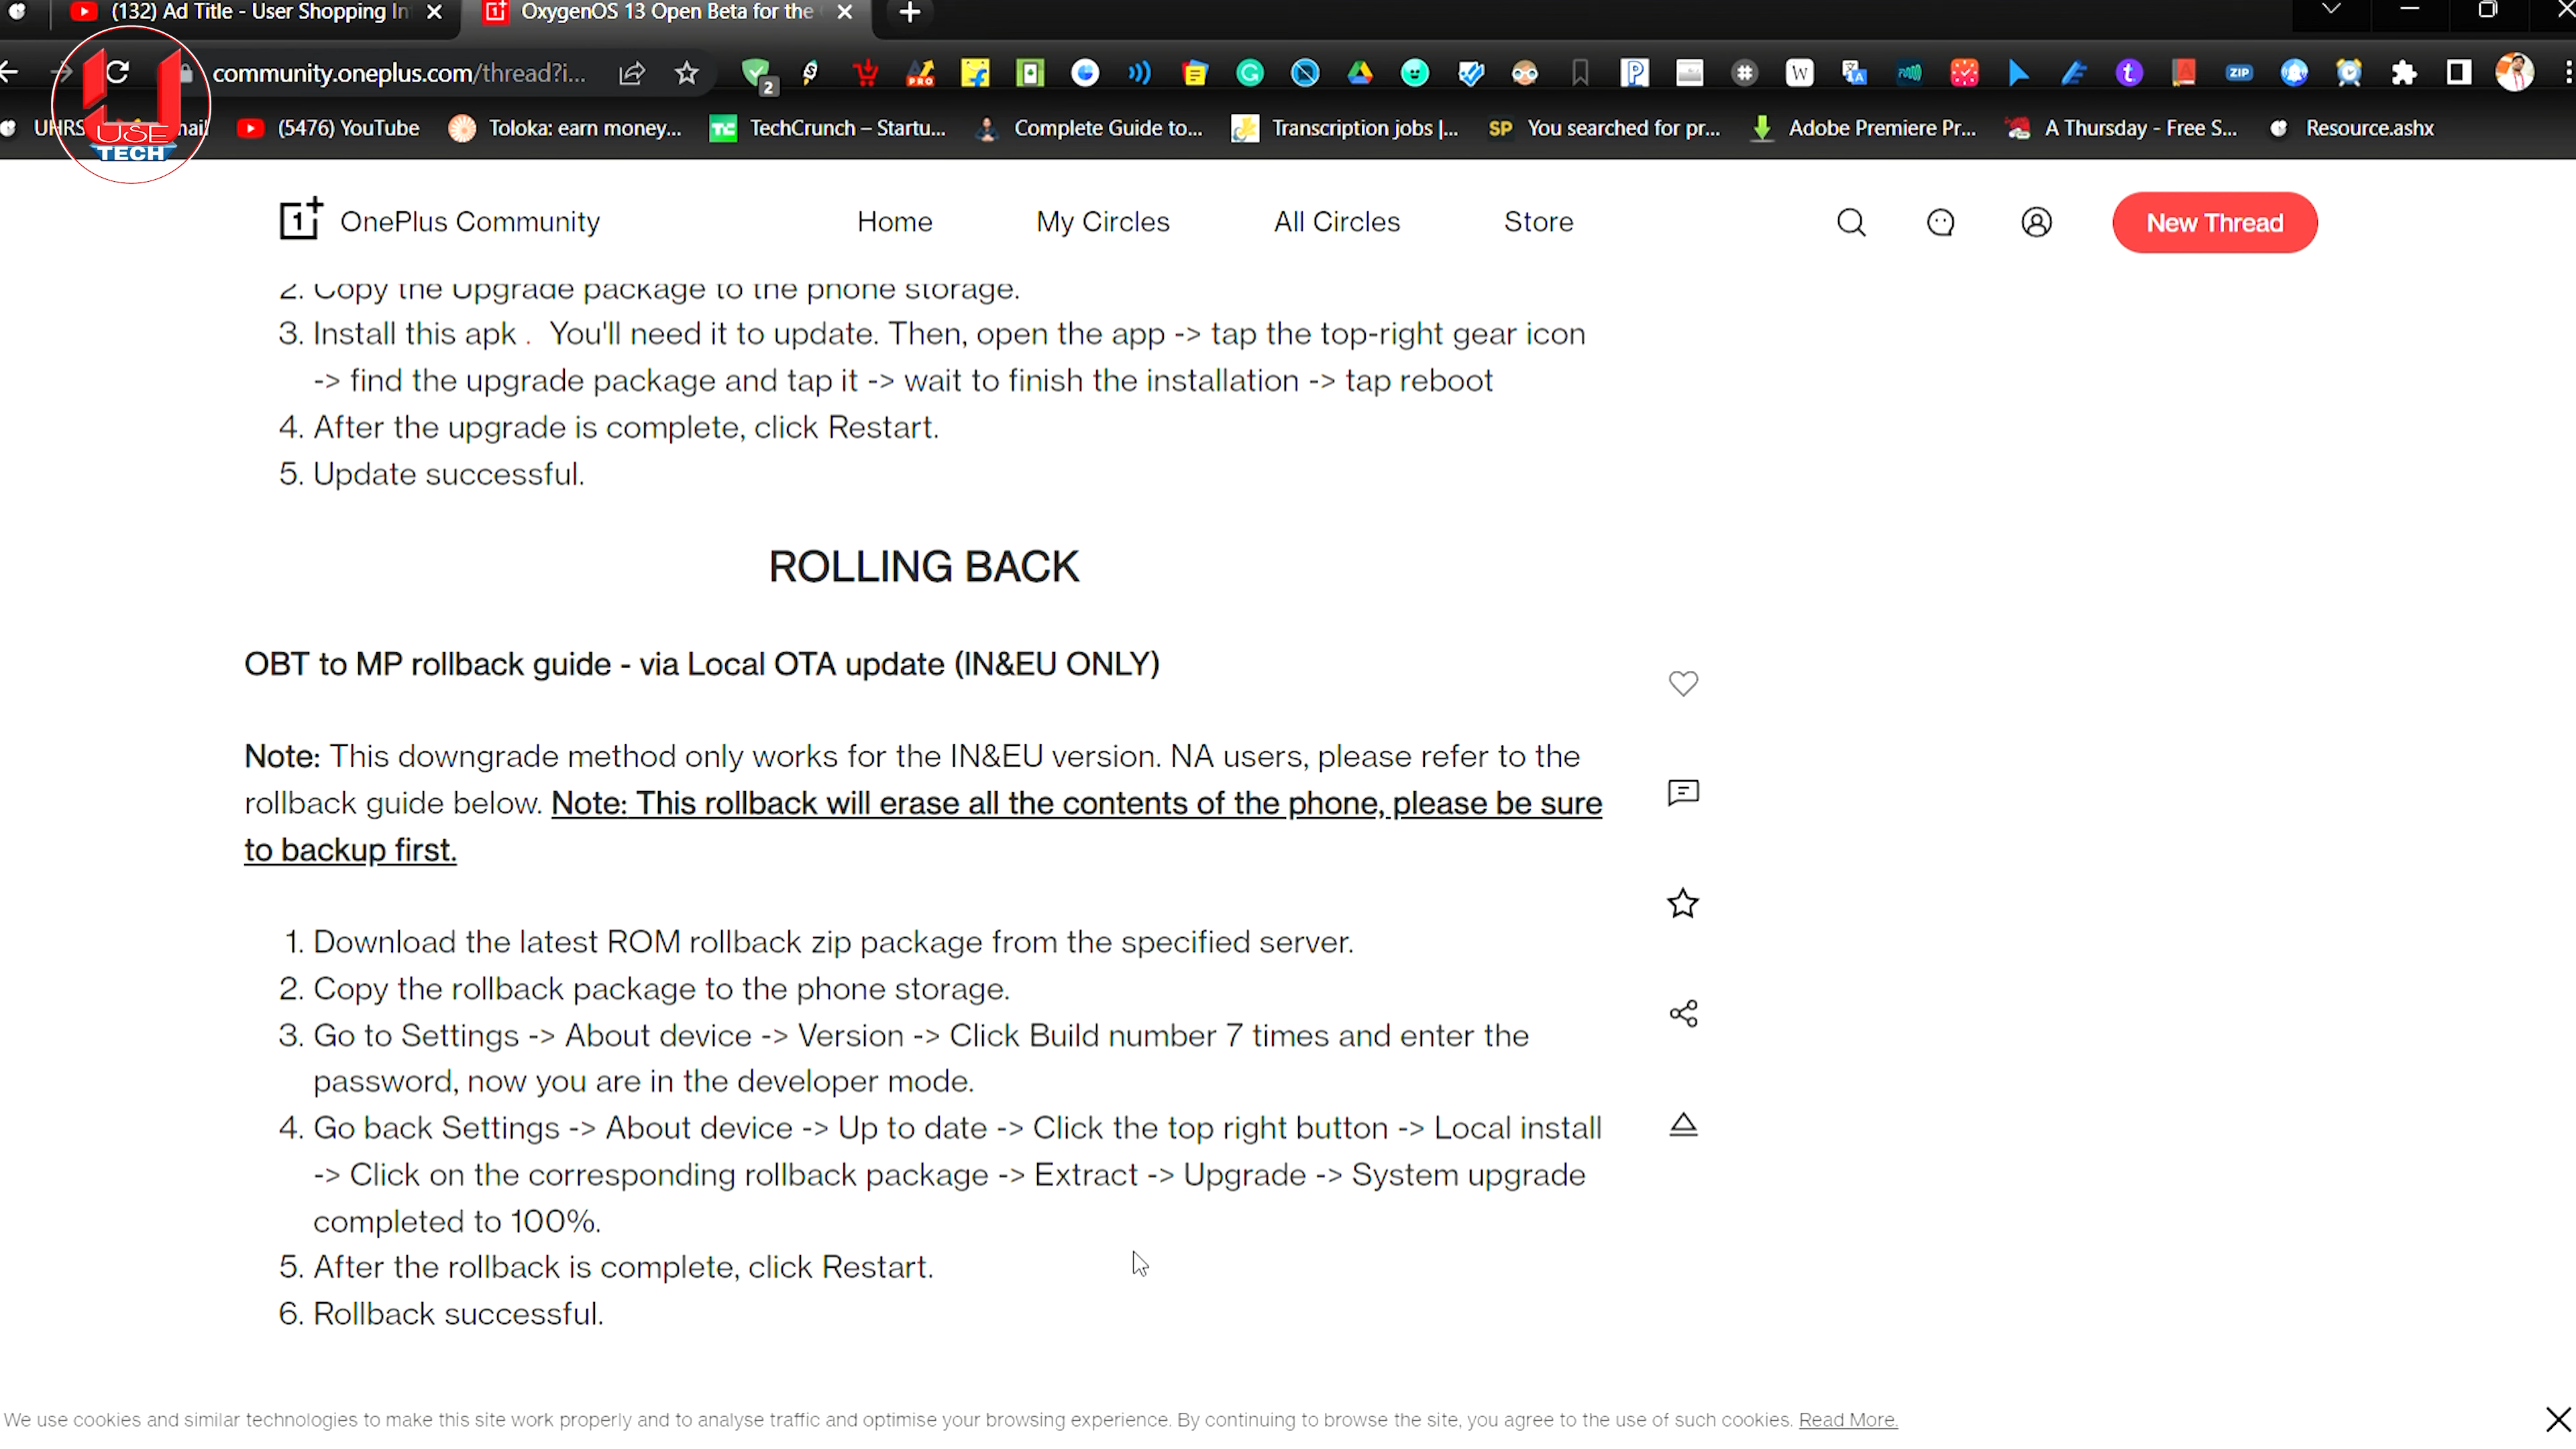 (132) Ad Title - User Shopping In
OxygenOS 13 Open Beta for the
community.oneplus.com/thread?i...
2
PRO
G
P
#
W
t
ZIP
UHRS
(5476) YouTube
Toloka: earn money...
TechCrunch – Startu...
Complete Guide to...
Transcription jobs |...
SP You searched for pr...
Adobe Premiere Pr...
A Thursday - Free S...
Resource.ashx
USE
TECH
OnePlus Community
Home
My Circles
All Circles
Store
New Thread
2. Copy the Upgrade package to the phone storage.
3. Install this apk . You'll need it to update. Then, open the app -> tap the top-right gear icon
-> find the upgrade package and tap it -> wait to finish the installation -> tap reboot
4. After the upgrade is complete, click Restart.
5. Update successful.
ROLLING BACK
OBT to MP rollback guide - via Local OTA update (IN&EU ONLY)
Note: This downgrade method only works for the IN&EU version. NA users, please refer to the
rollback guide below. Note: This rollback will erase all the contents of the phone, please be sure
to backup first.
1. Download the latest ROM rollback zip package from the specified server.
2. Copy the rollback package to the phone storage.
3. Go to Settings -> About device -> Version -> Click Build number 7 times and enter the
password, now you are in the developer mode.
4. Go back Settings -> About device -> Up to date -> Click the top right button -> Local install
-> Click on the corresponding rollback package -> Extract -> Upgrade -> System upgrade
completed to 100%.
5. After the rollback is complete, click Restart.
6. Rollback successful.
We use cookies and similar technologies to make this site work properly and to analyse traffic and optimise your browsing experience. By continuing to browse the site, you agree to the use of such cookies. Read More.